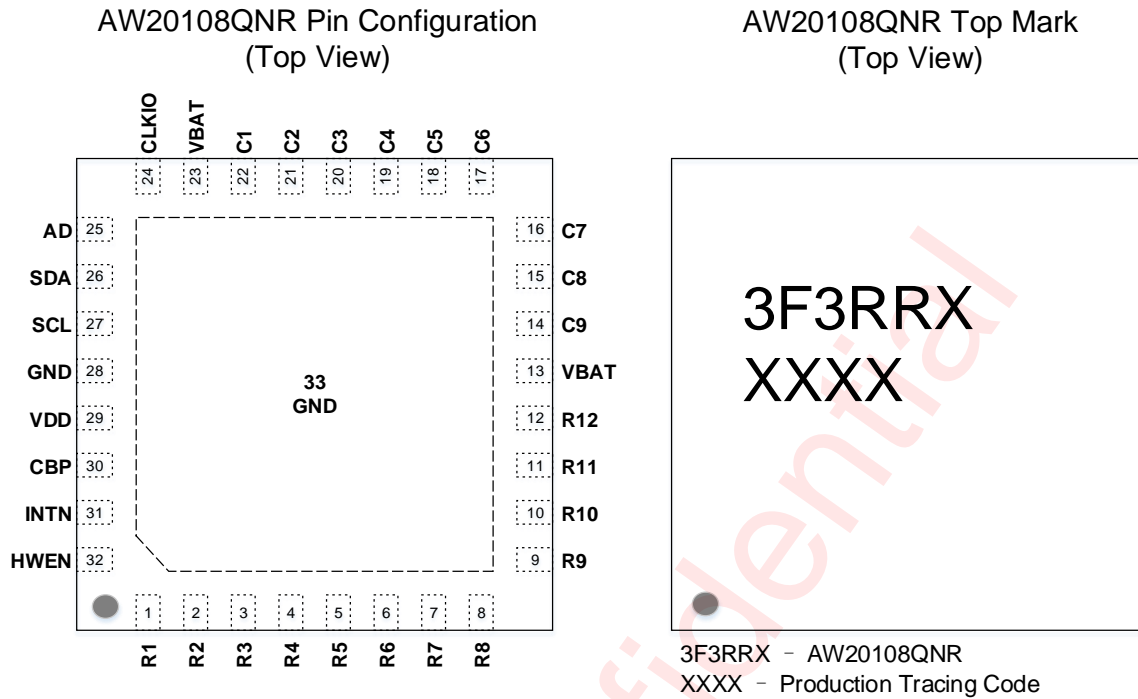 AW20108QNR Pin Configuration
(Top View)
CLKIO
VBAT
C1
C2
C3
C4
C5
C6
24
23
22
21
20
19
18
17
AD 25
SDA 26
SCL 27
GND 28
VDD 29
CBP 30
INTN 31
HWEN 32
33
GND
16 C7
15 C8
14 C9
13 VBAT
12 R12
11 R11
10 R10
9 R9
1
2
3
4
5
6
7
8
R1
R2
R3
R4
R5
R6
R7
R8
AW20108QNR Top Mark
(Top View)
3F3RRX
XXXX
3F3RRX - AW20108QNR
XXXX - Production Tracing Code